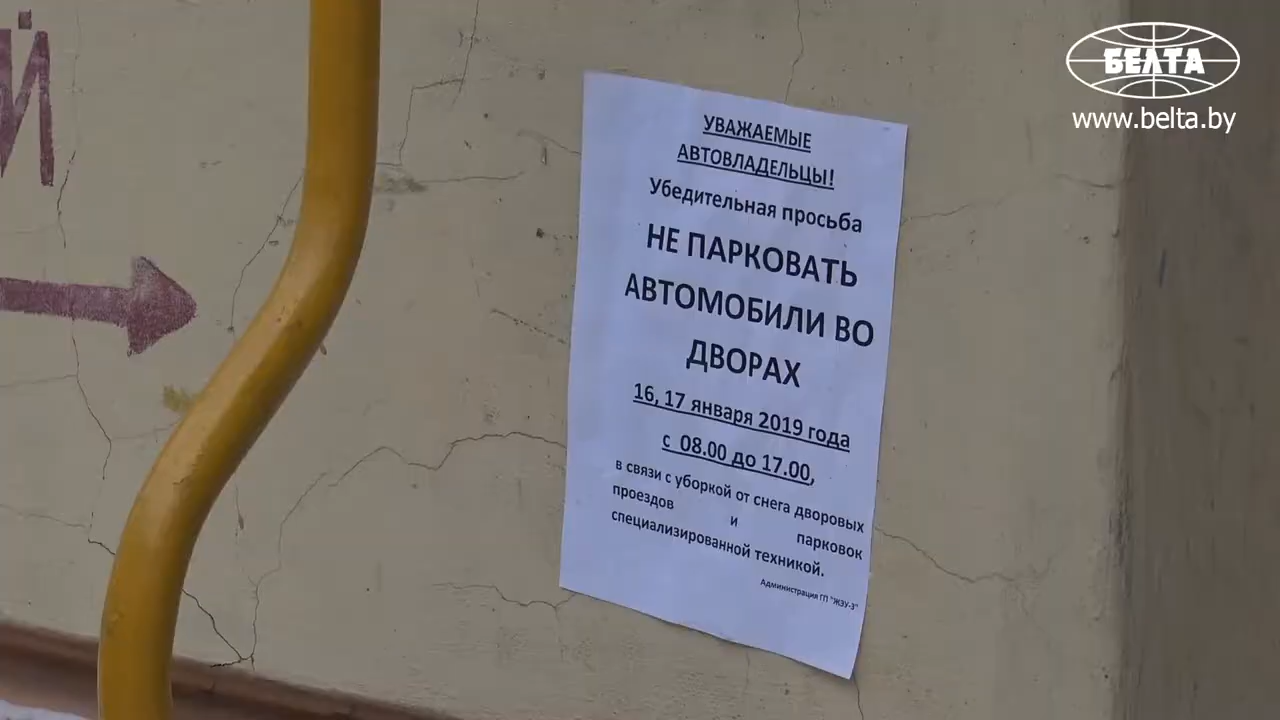 Й
БЕЛТА
www.belta.by
УВАЖАЕМЫЕ
АВТОВЛАДЕЛЬЦЫ!
Убедительная просьба
НЕ ПАРКОВАТЬ
АВТОМОБИЛИ ВО
ДВОРАХ
16, 17 января 2019 года
с 08.00 до 17.00,
в связи с уборкой от снега дворовых
проездов и парковок
специализированной техникой.
Администрация ГП "ЖЭУ-3"